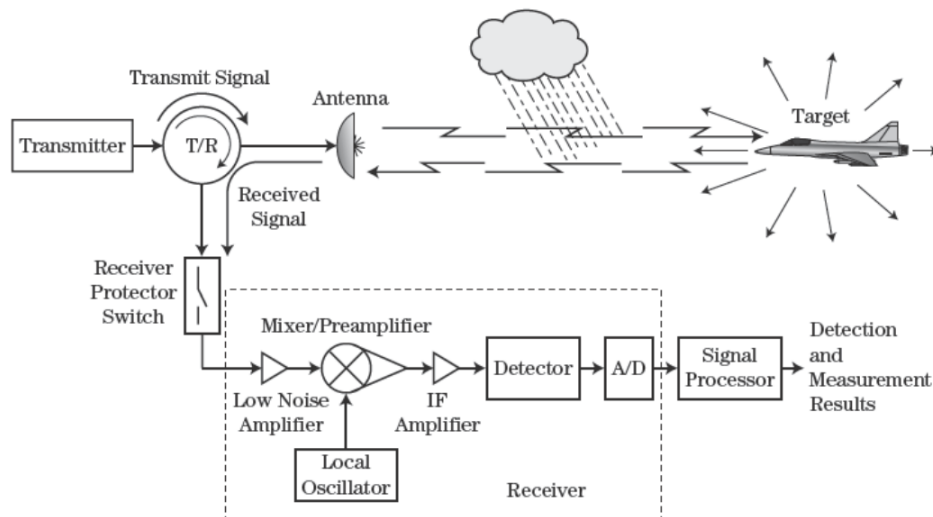 Transmit Signal
Antenna
Target
Transmitter
T/R
Received
Signal
Receiver
Protector
Switch
Mixer/Preamplifier
Detection
and
Measurement
Results
Detector
A/D
Signal
Processor
Low Noise
Amplifier
IF
Amplifier
Local
Oscillator
Receiver